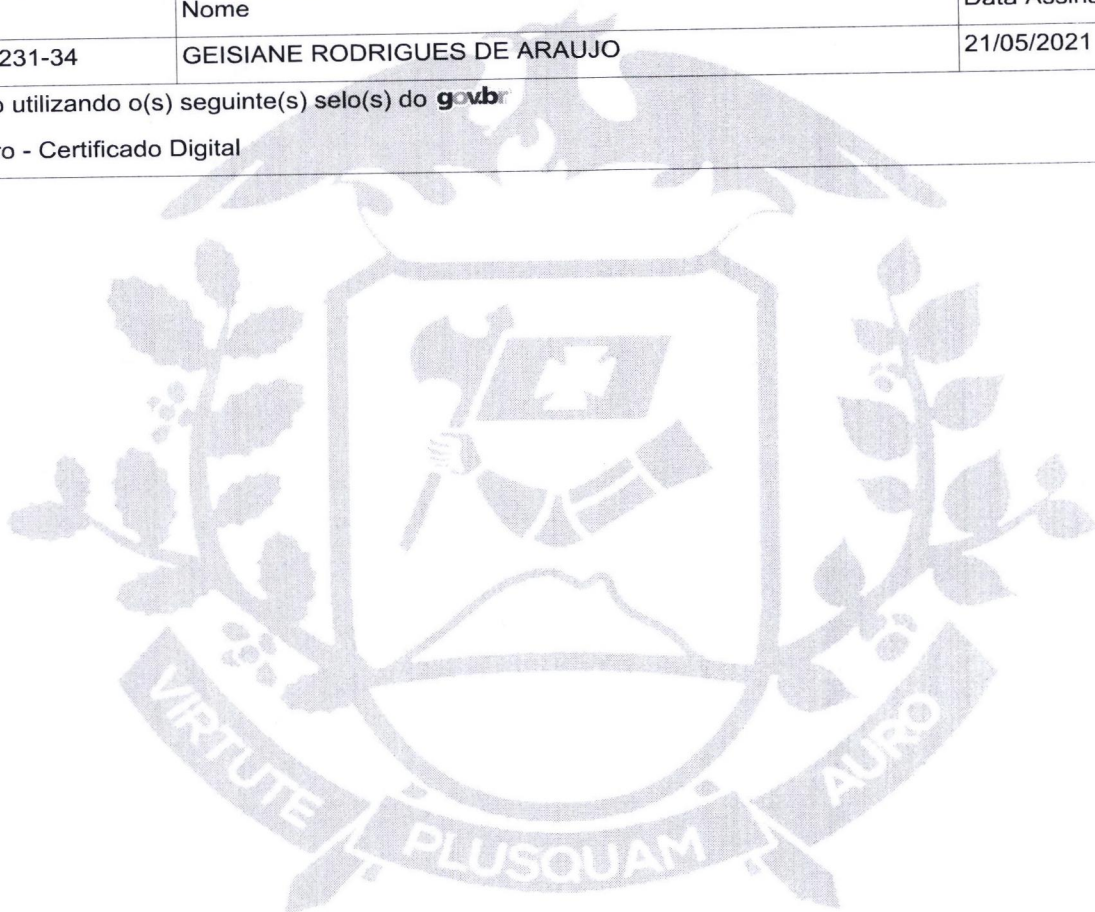 Nome
231-34 GEISIANE RODRIGUES DE ARAUJO 21/05/2021
utilizando o(s) seguinte(s) selo(s) do gov.br
- Certificado Digital
VIRTUTE PLUSQUAM AURO